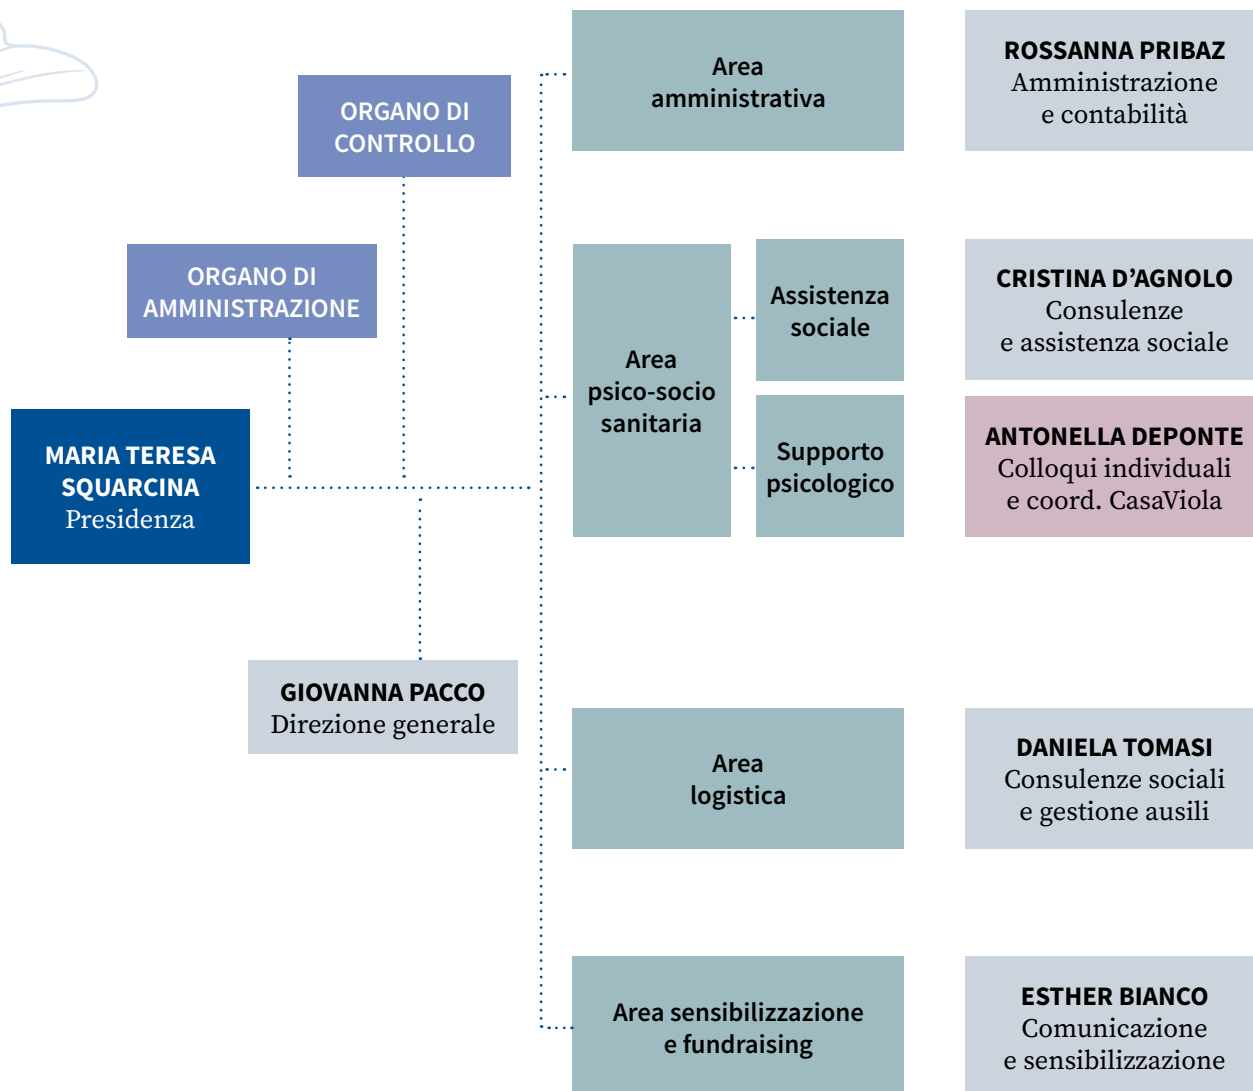 Area
amministrativa
ROSSANNA PRIBAZ
Amministrazione
e contabilità
ORGANO DI
CONTROLLO
ORGANO DI
AMMINISTRAZIONE
MARIA TERESA
SQUARCINA
Presidenza
Area
psico-socio
sanitaria
Assistenza
sociale
CRISTINA D’AGNOLO
Consulenze
e assistenza sociale
Supporto
psicologico
ANTONELLA DEPONTE
Colloqui individuali
e coord. CasaViola
GIOVANNA PACCO
Direzione generale
Area
logistica
DANIELA TOMASI
Consulenze sociali
e gestione ausili
Area sensibilizzazione
e fundraising
ESTHER BIANCO
Comunicazione
e sensibilizzazione